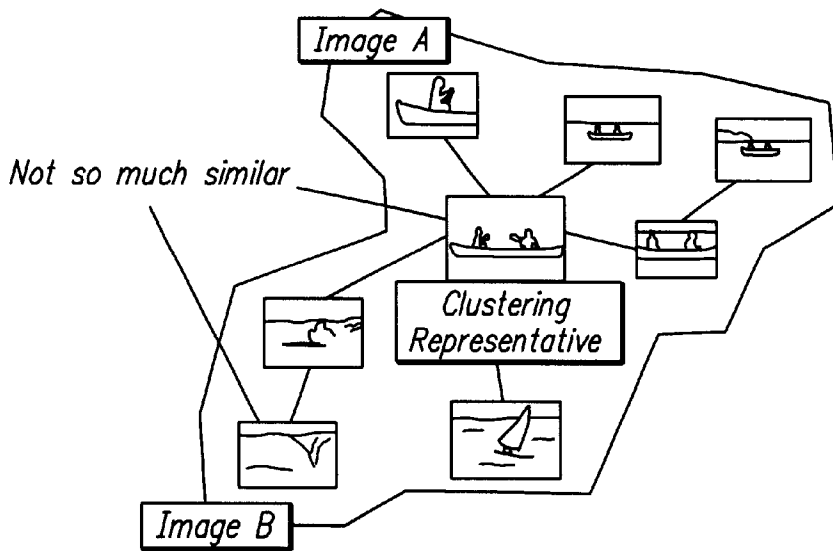 Image A
Not so much similar
Clustering
Representative
Image B